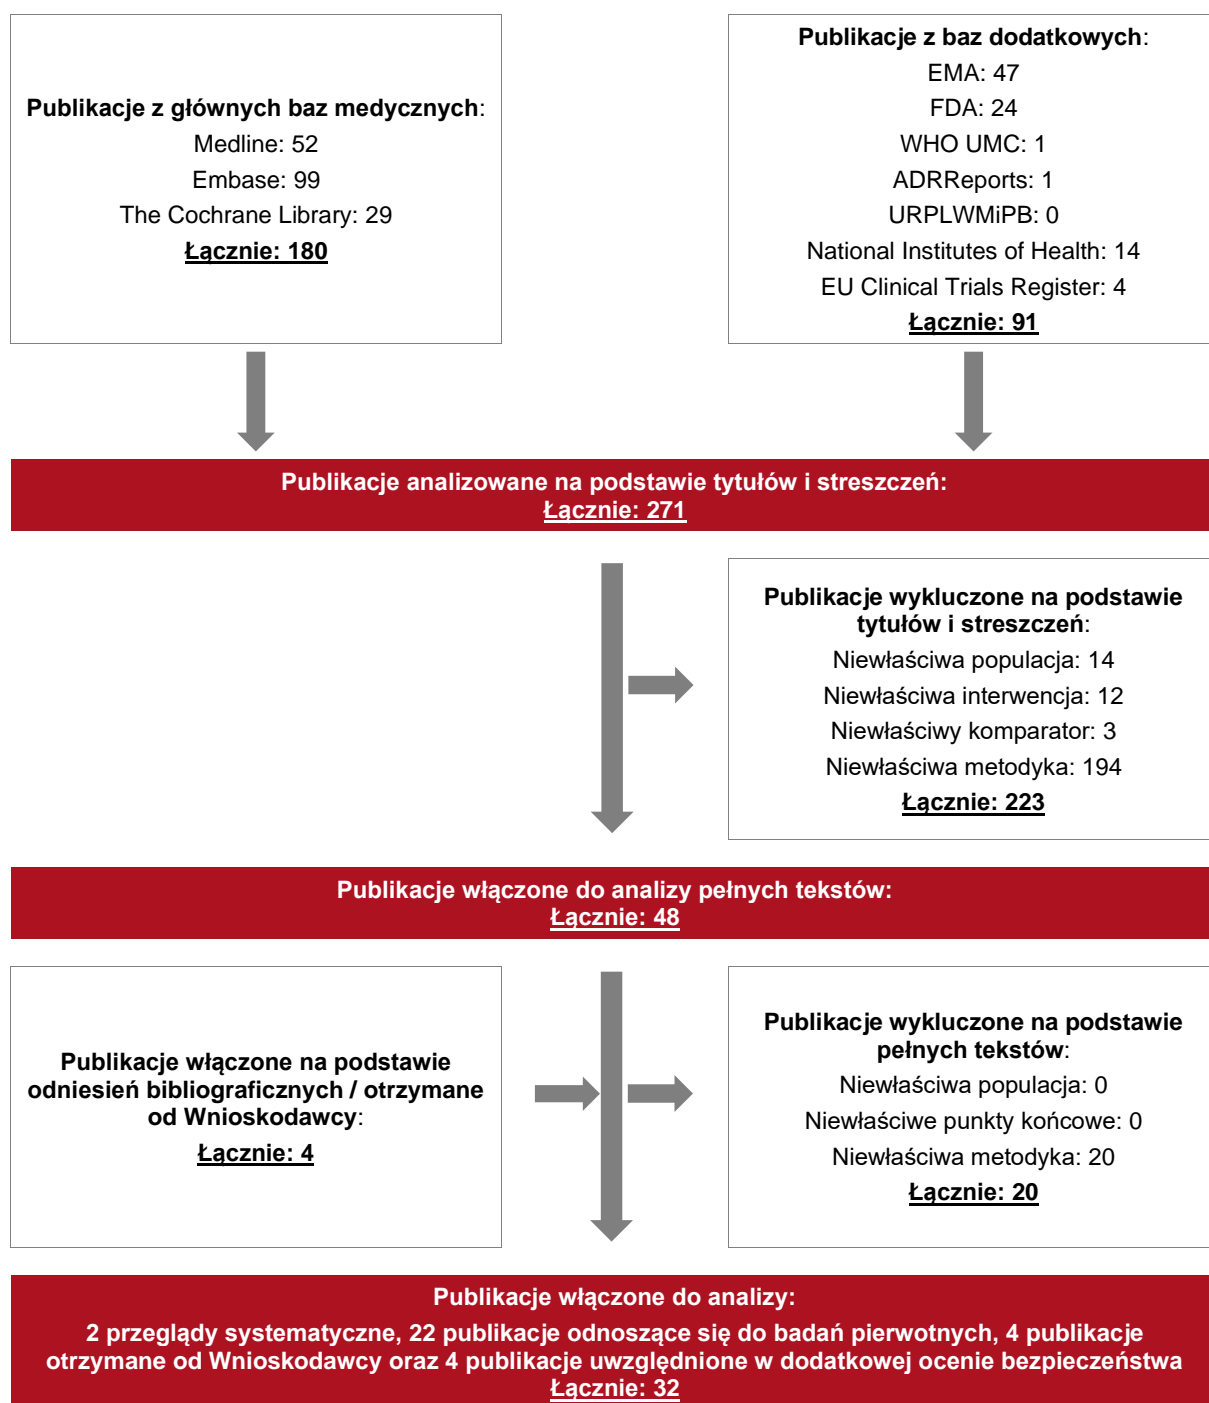 Publikacje z głównych baz medycznych:
Medline: 52
Embase: 99
The Cochrane Library: 29
Łącznie: 180
Publikacje z baz dodatkowych:
EMA: 47
FDA: 24
WHO UMC: 1
ADRReports: 1
URPLWMiPB: 0
National Institutes of Health: 14
EU Clinical Trials Register: 4
Łącznie: 91
Publikacje analizowane na podstawie tytułów i streszczeń:
Łącznie: 271
Publikacje wykluczone na podstawie
tytułów i streszczeń:
Niewłaściwa populacja: 14
Niewłaściwa interwencja: 12
Niewłaściwy komparator: 3
Niewłaściwa metodyka: 194
Łącznie: 223
Publikacje włączone do analizy pełnych tekstów:
Łącznie: 48
Publikacje włączone na podstawie
odniesień bibliograficznych / otrzymane
od Wnioskodawcy:
Łącznie: 4
Publikacje wykluczone na podstawie
pełnych tekstów:
Niewłaściwa populacja: 0
Niewłaściwe punkty końcowe: 0
Niewłaściwa metodyka: 20
Łącznie: 20
Publikacje włączone do analizy:
2 przeglądy systematyczne, 22 publikacje odnoszące się do badań pierwotnych, 4 publikacje
otrzymane od Wnioskodawcy oraz 4 publikacje uwzględnione w dodatkowej ocenie bezpieczeństwa
Łącznie: 32